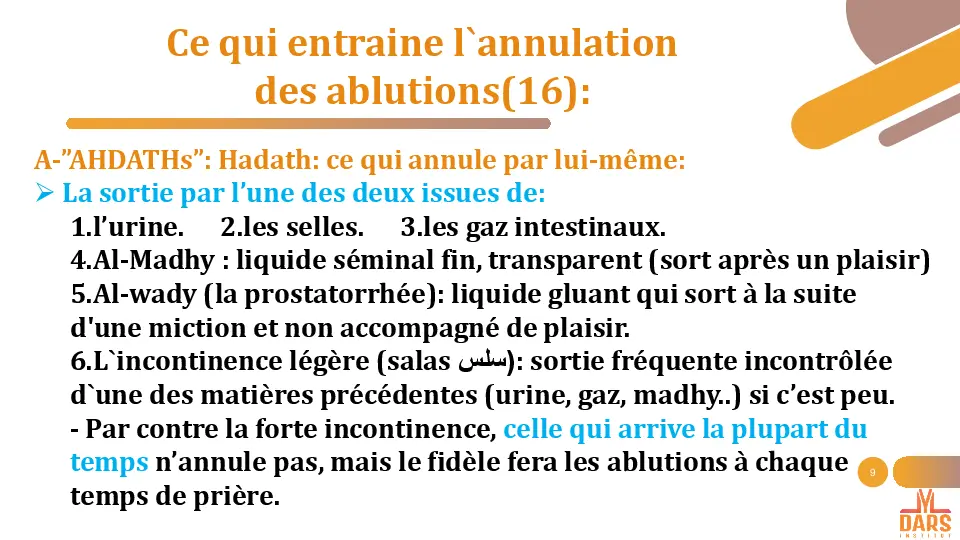 Ce qui entraine l`annulation
des ablutions(16):
A-”AHDATHs”: Hadath: ce qui annule par lui-même:
➢ La sortie par l’une des deux issues de:
1.l’urine. 2.les selles. 3.les gaz intestinaux.
4.Al-Madhy : liquide séminal fin, transparent (sort après un plaisir)
5.Al-wady (la prostatorrhée): liquide gluant qui sort à la suite
d'une miction et non accompagné de plaisir.
6.L`incontinence légère (salas سلس): sortie fréquente incontrôlée
d`une des matières précédentes (urine, gaz, madhy..) si c’est peu.
- Par contre la forte incontinence, celle qui arrive la plupart du
temps n’annule pas, mais le fidèle fera les ablutions à chaque
temps de prière.
9
DARS
INSTITUT